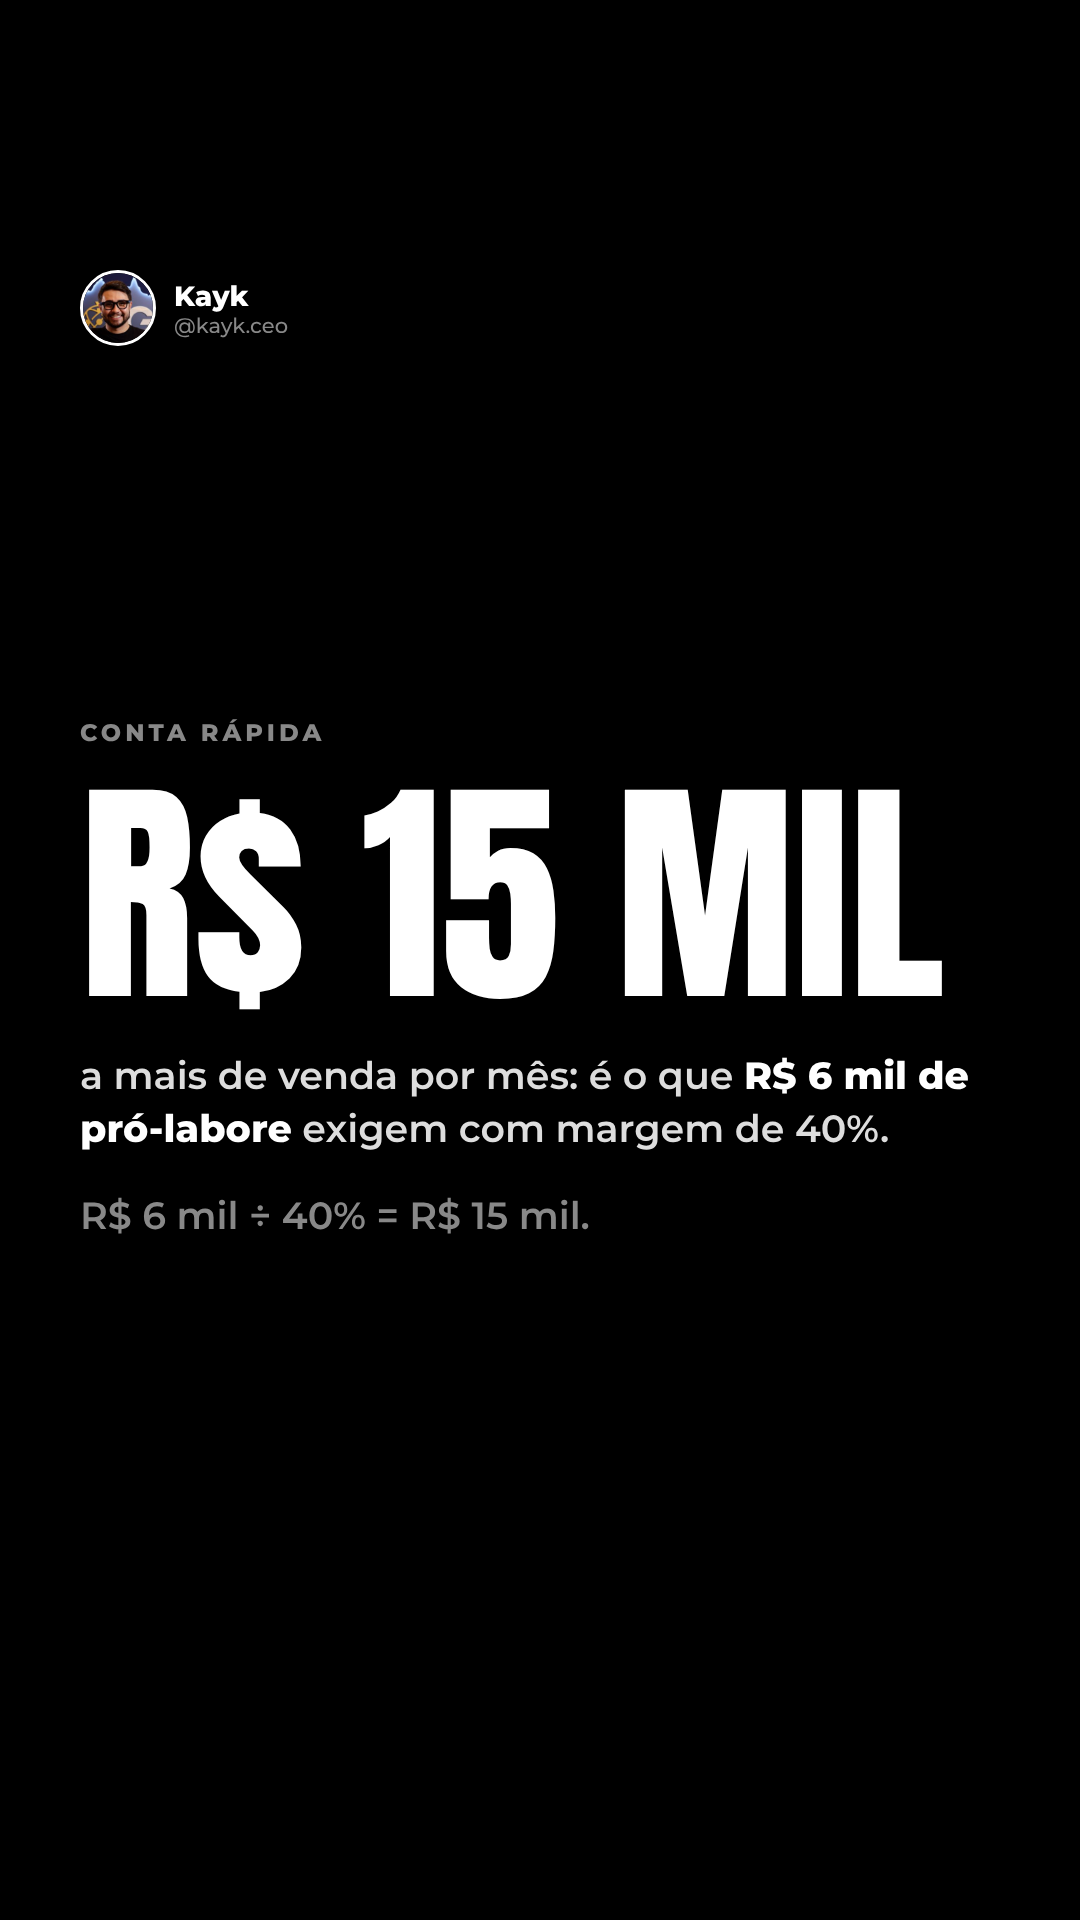 Kayk
@kayk.ceo
CONTA RÁPIDA
R$ 15 MIL
a mais de venda por mês: é o que R$ 6 mil de
pró-labore exigem com margem de 40%.
R$ 6 mil ÷ 40% = R$ 15 mil.